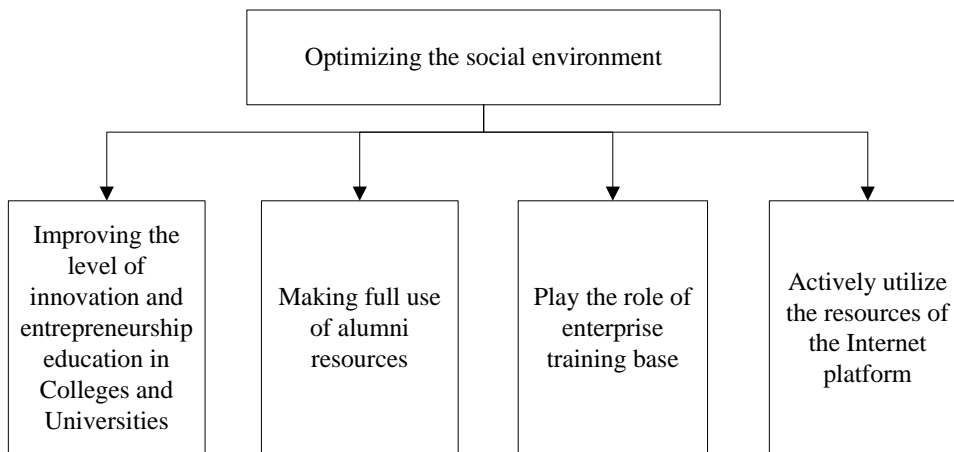 Optimizing the social environment
Improving the
level of
innovation and
entrepreneurship
education in
Colleges and
Universities
Making full use
of alumni
resources
Play the role of
enterprise
training base
Actively utilize
the resources of
the Internet
platform